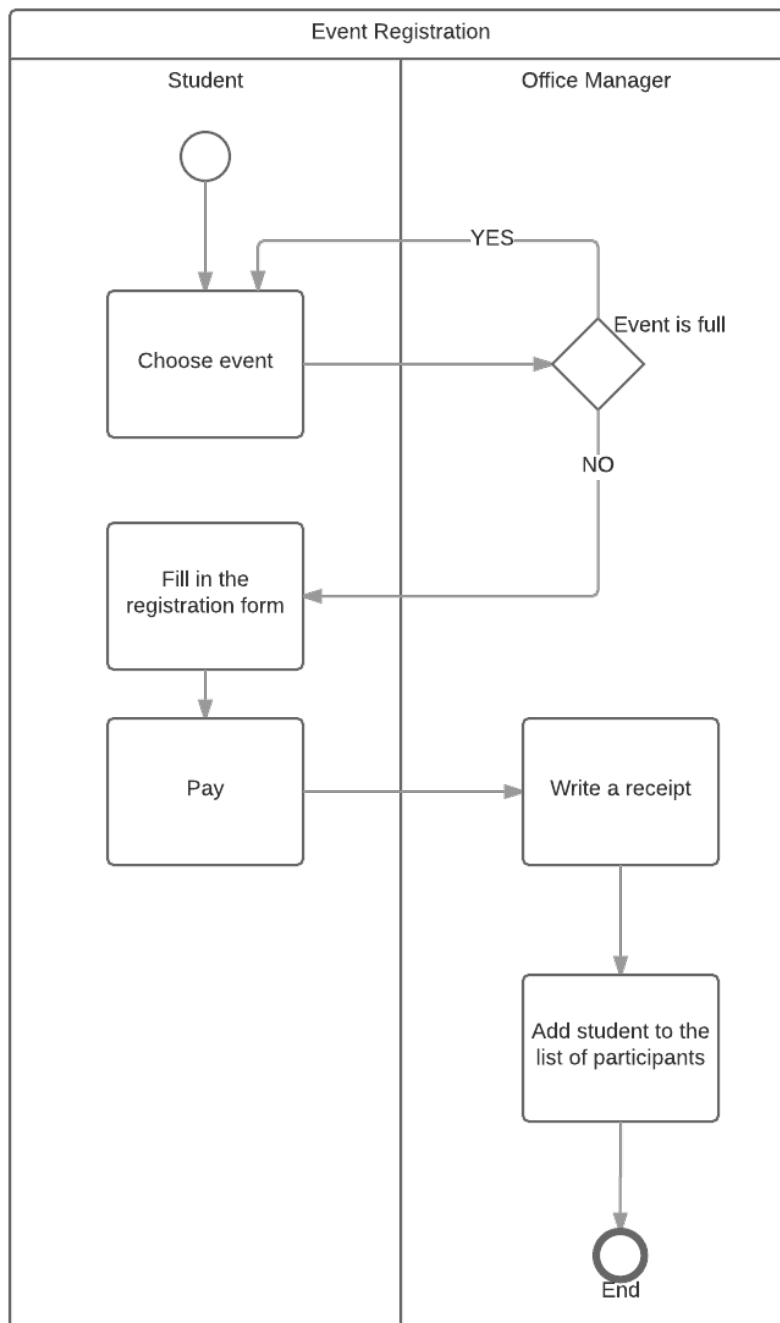 Event Registration
Student
Office Manager
YES
Event is full
Choose event
NO
Fill in the
registration form
Pay
Write a receipt
Add student to the
list of participants
End